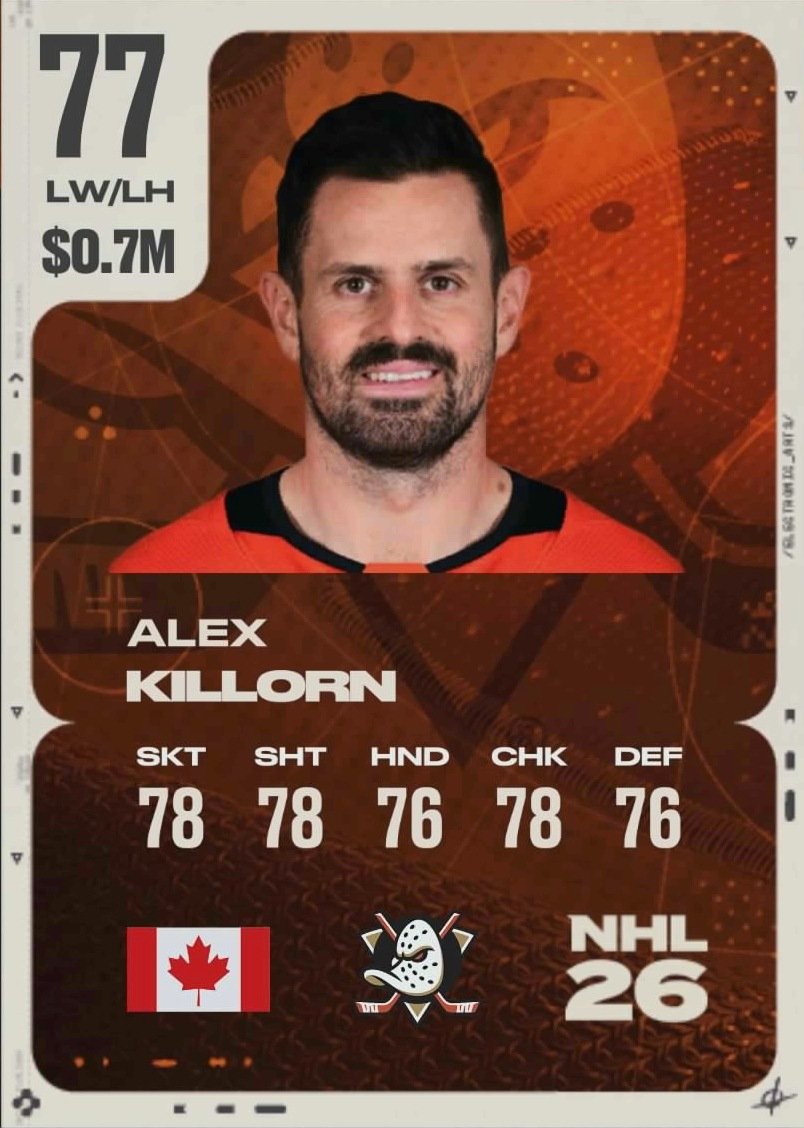 77
LW/LH
$0.7M
ALEX
KILLORN
SKT SHT HND CHK DEF
78 78 76 78 76
NHL
26